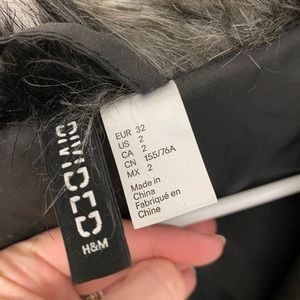 DIVIDED
H&M
EUR 32
US 2
CA 2
CN 155/76A
MX 2
Made in
China
Fabriqué en
Chine